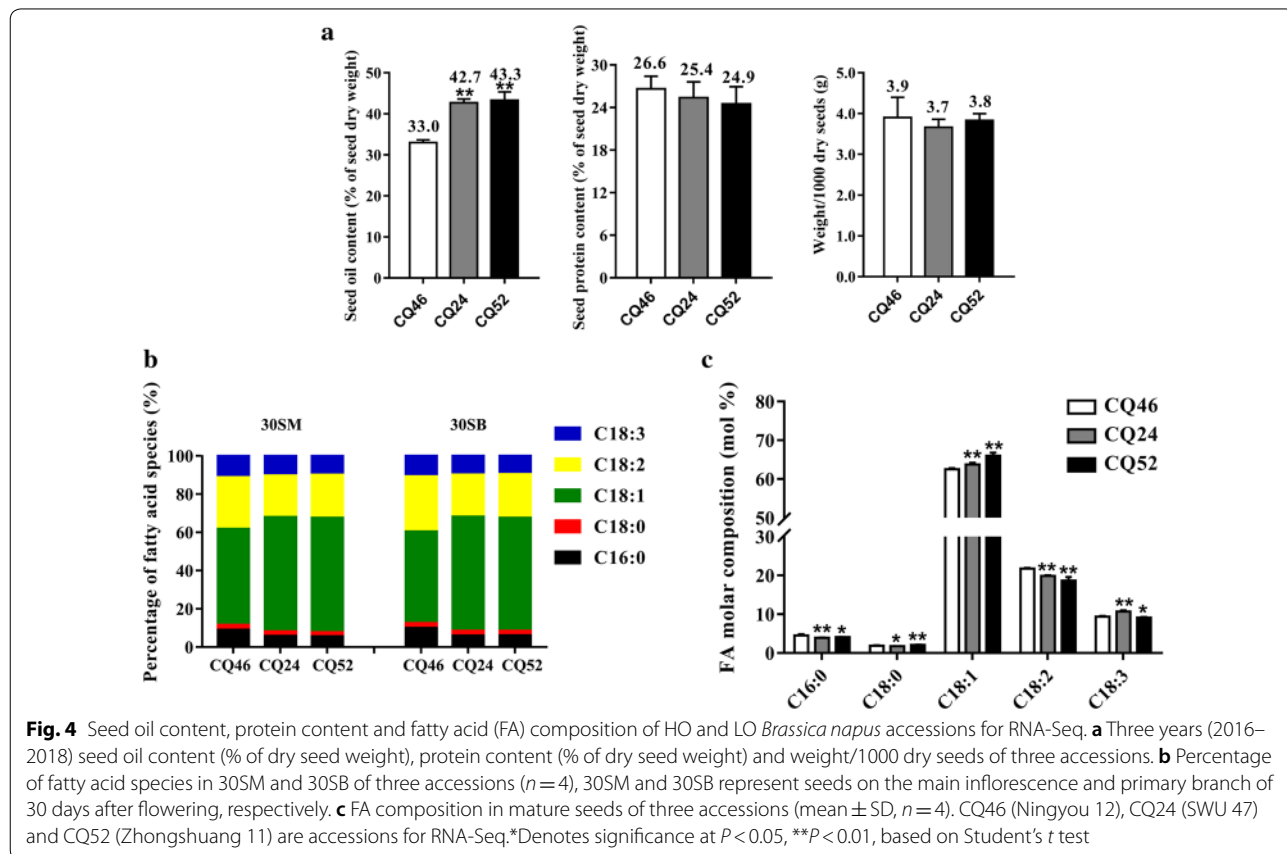 a
Seed oil content (% of seed dry weight)
50
40
30
20
10
0
33.0
42.7
**
43.3
**
CQ46
CQ24
CQ52
Seed protein content (% of seed dry weight)
30
24
18
12
6
0
26.6
25.4
24.9
CQ46
CQ24
CQ52
Weight/1000 dry seeds (g)
5.0
4.0
3.0
2.0
1.0
0.0
3.9
3.7
3.8
CQ46
CQ24
CQ52
b
Percentage of fatty acid species (%)
100
80
60
40
20
0
30SM
30SB
CQ46
CQ24
CQ52
CQ46
CQ24
CQ52
C18:3
C18:2
C18:1
C18:0
C16:0
c
FA molar composition (mol %)
80
70
60
50
30
20
10
0
** *
* **
** **
** **
** *
C16:0
C18:0
C18:1
C18:2
C18:3
CQ46
CQ24
CQ52
Fig. 4 Seed oil content, protein content and fatty acid (FA) composition of HO and LO Brassica napus accessions for RNA-Seq. a Three years (2016–
2018) seed oil content (% of dry seed weight), protein content (% of dry seed weight) and weight/1000 dry seeds of three accessions. b Percentage
of fatty acid species in 30SM and 30SB of three accessions (n = 4), 30SM and 30SB represent seeds on the main inflorescence and primary branch of
30 days after flowering, respectively. c FA composition in mature seeds of three accessions (mean ± SD, n = 4). CQ46 (Ningyou 12), CQ24 (SWU 47)
and CQ52 (Zhongshuang 11) are accessions for RNA-Seq.*Denotes significance at P < 0.05, **P < 0.01, based on Student's t test